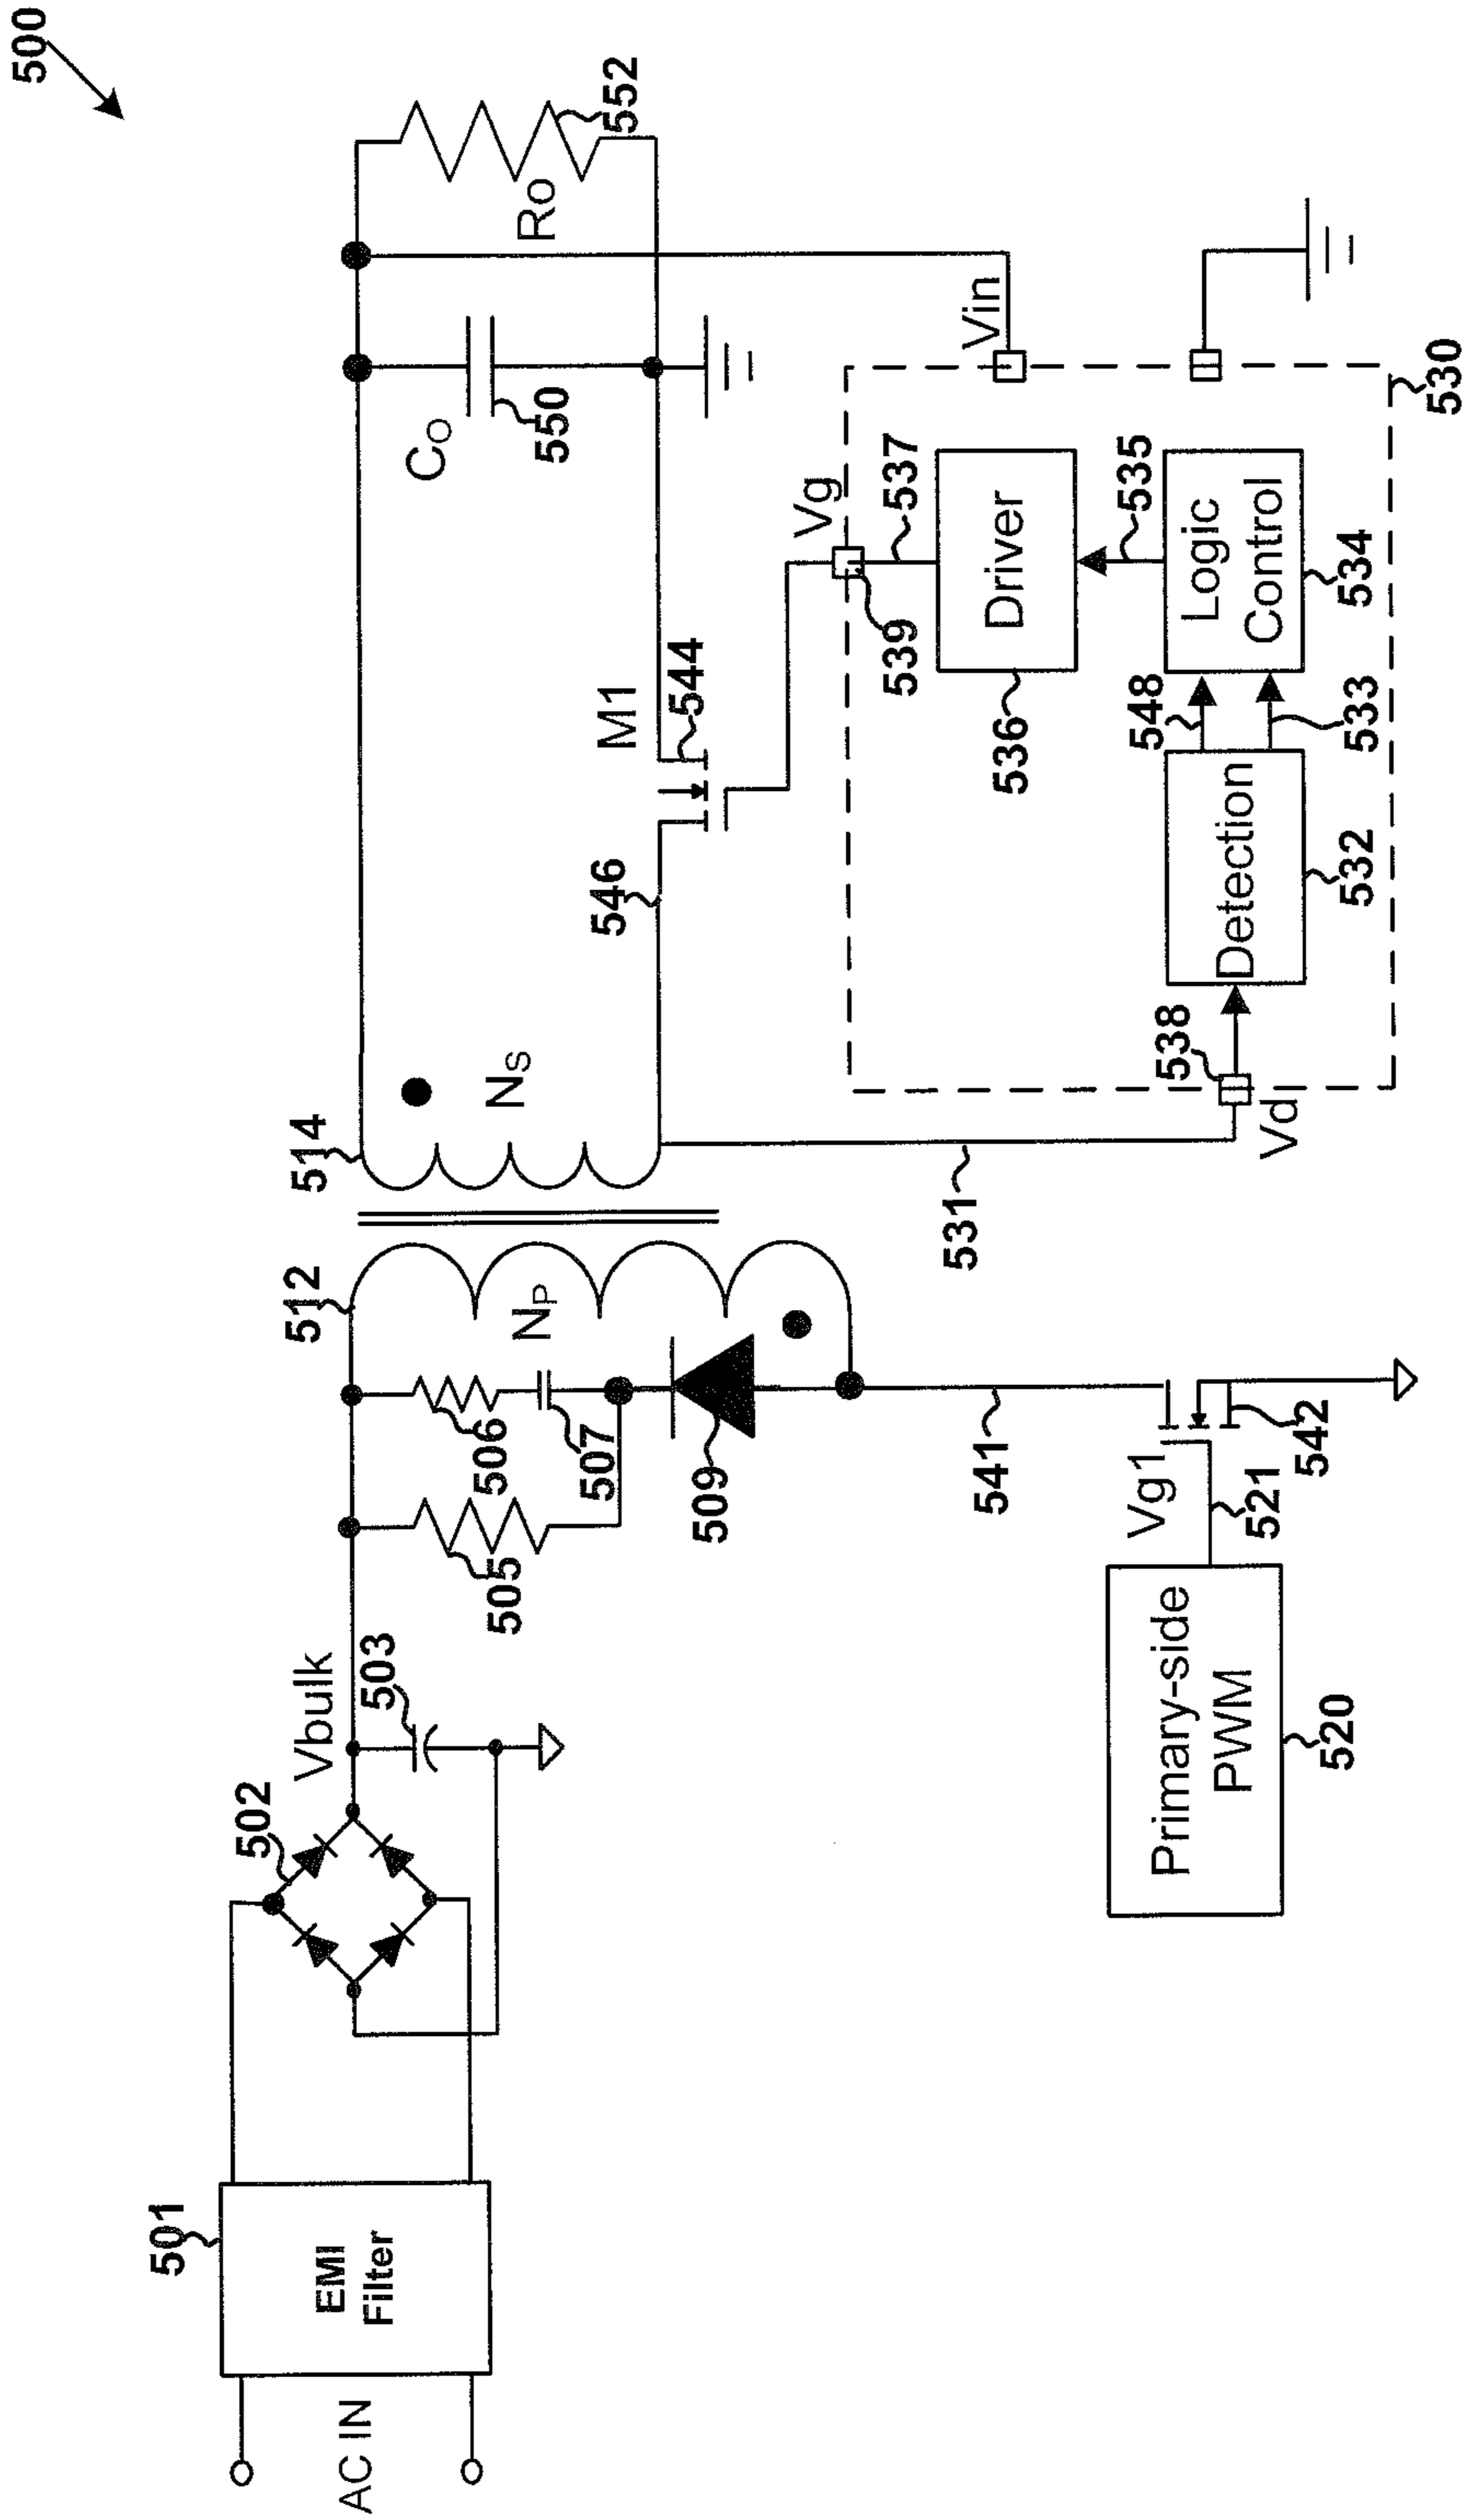 500
AC IN
501
EMI
Filter
502
Vbulk
503
505
506
507
509
512
NP
514
NS
CO
550
RO
552
M1
544
546
541
Vg1
521
542
Primary-side
PWM
520
531
Vd
538
Detection
532
548
533
Logic
Control
534
535
Driver
536
537
539
Vg
Vin
530